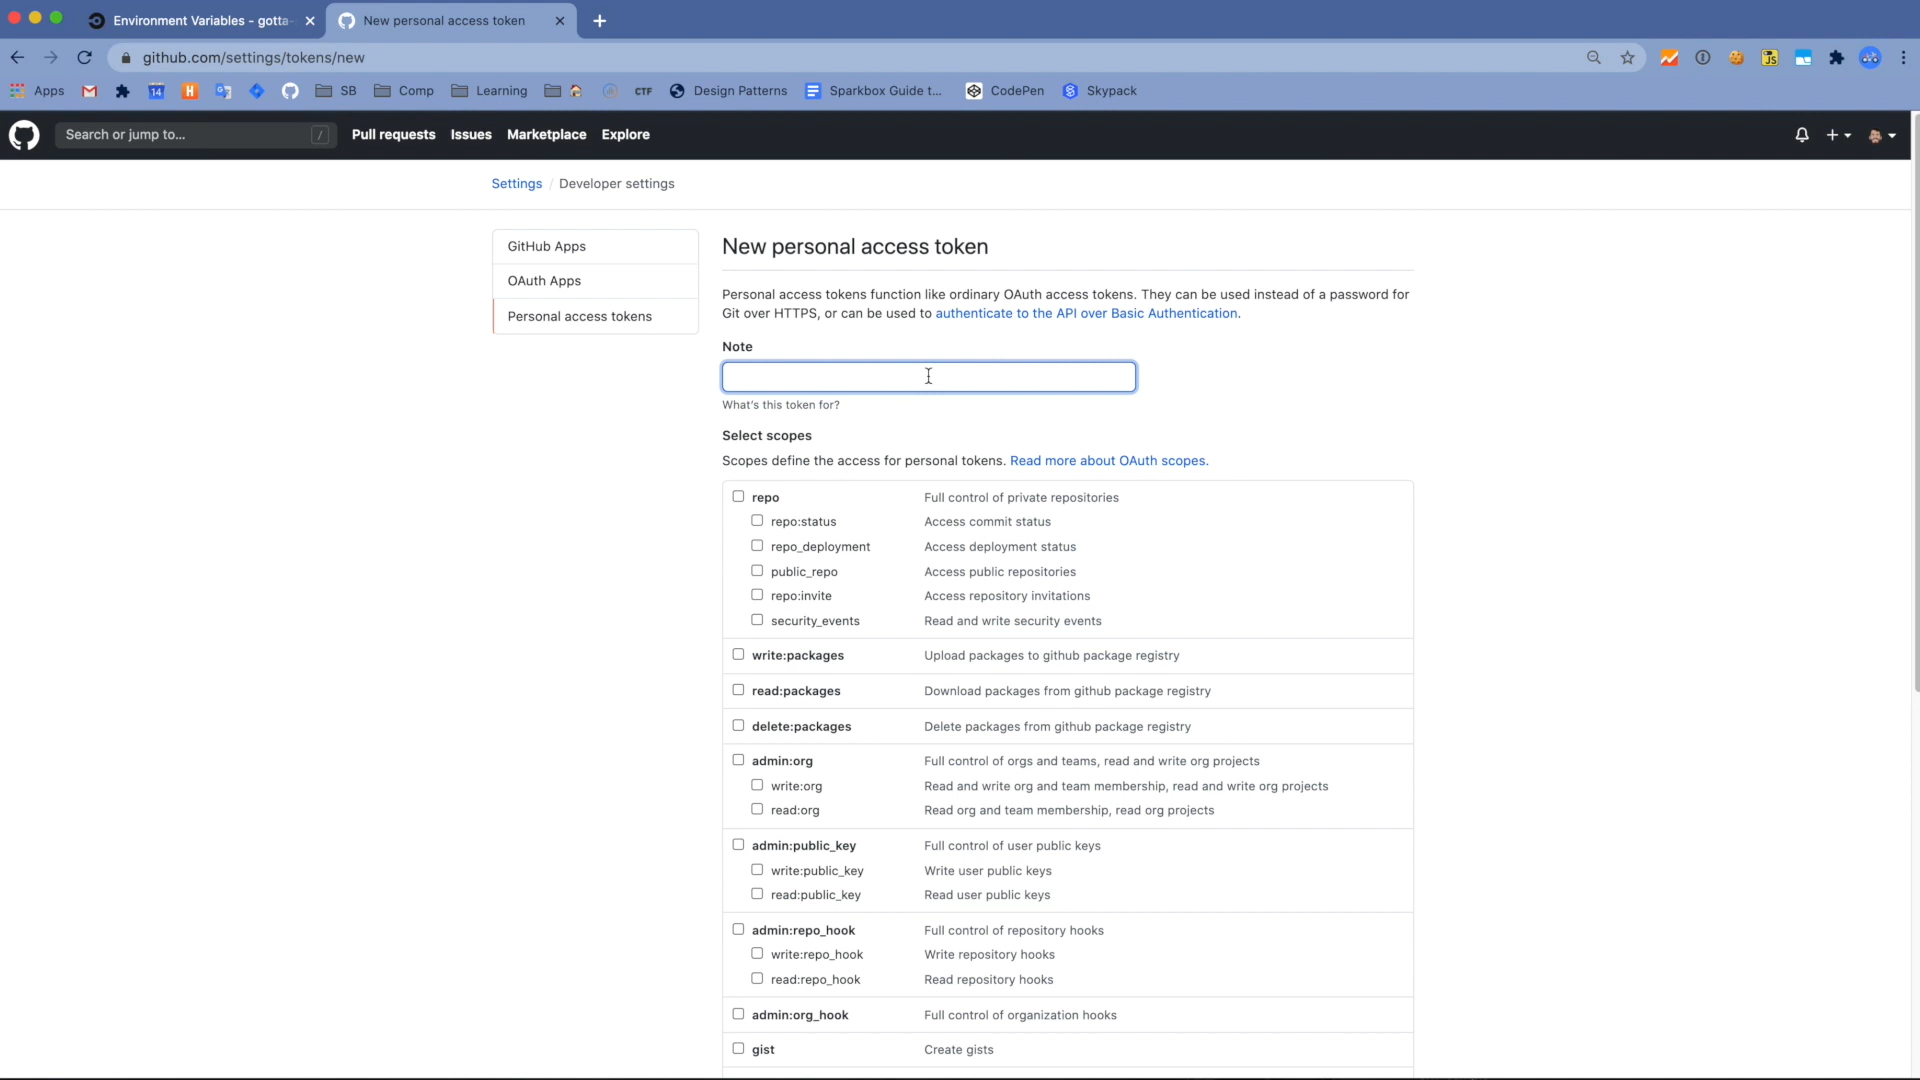 Environment Variables - gotta-
New personal access token
github.com/settings/tokens/new
Apps
14
SB
Comp
Learning
CTF
Design Patterns
Sparkbox Guide t...
CodePen
Skypack
Search or jump to...
/
Pull requests
Issues
Marketplace
Explore
Settings / Developer settings
GitHub Apps
OAuth Apps
Personal access tokens
New personal access token
Personal access tokens function like ordinary OAuth access tokens. They can be used instead of a password for
Git over HTTPS, or can be used to authenticate to the API over Basic Authentication.
Note
What's this token for?
Select scopes
Scopes define the access for personal tokens. Read more about OAuth scopes.
repo Full control of private repositories
repo:status Access commit status
repo_deployment Access deployment status
public_repo Access public repositories
repo:invite Access repository invitations
security_events Read and write security events
write:packages Upload packages to github package registry
read:packages Download packages from github package registry
delete:packages Delete packages from github package registry
admin:org Full control of orgs and teams, read and write org projects
write:org Read and write org and team membership, read and write org projects
read:org Read org and team membership, read org projects
admin:public_key Full control of user public keys
write:public_key Write user public keys
read:public_key Read user public keys
admin:repo_hook Full control of repository hooks
write:repo_hook Write repository hooks
read:repo_hook Read repository hooks
admin:org_hook Full control of organization hooks
gist Create gists